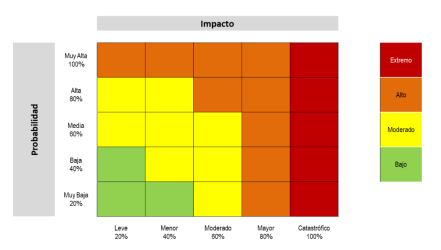 Impacto
Probabilidad
Muy Alta
100%
Alta
80%
Media
60%
Baja
40%
Muy Baja
20%
Leve
20%
Menor
40%
Moderado
60%
Mayor
80%
Catastrófico
100%
Extremo
Alto
Moderado
Bajo